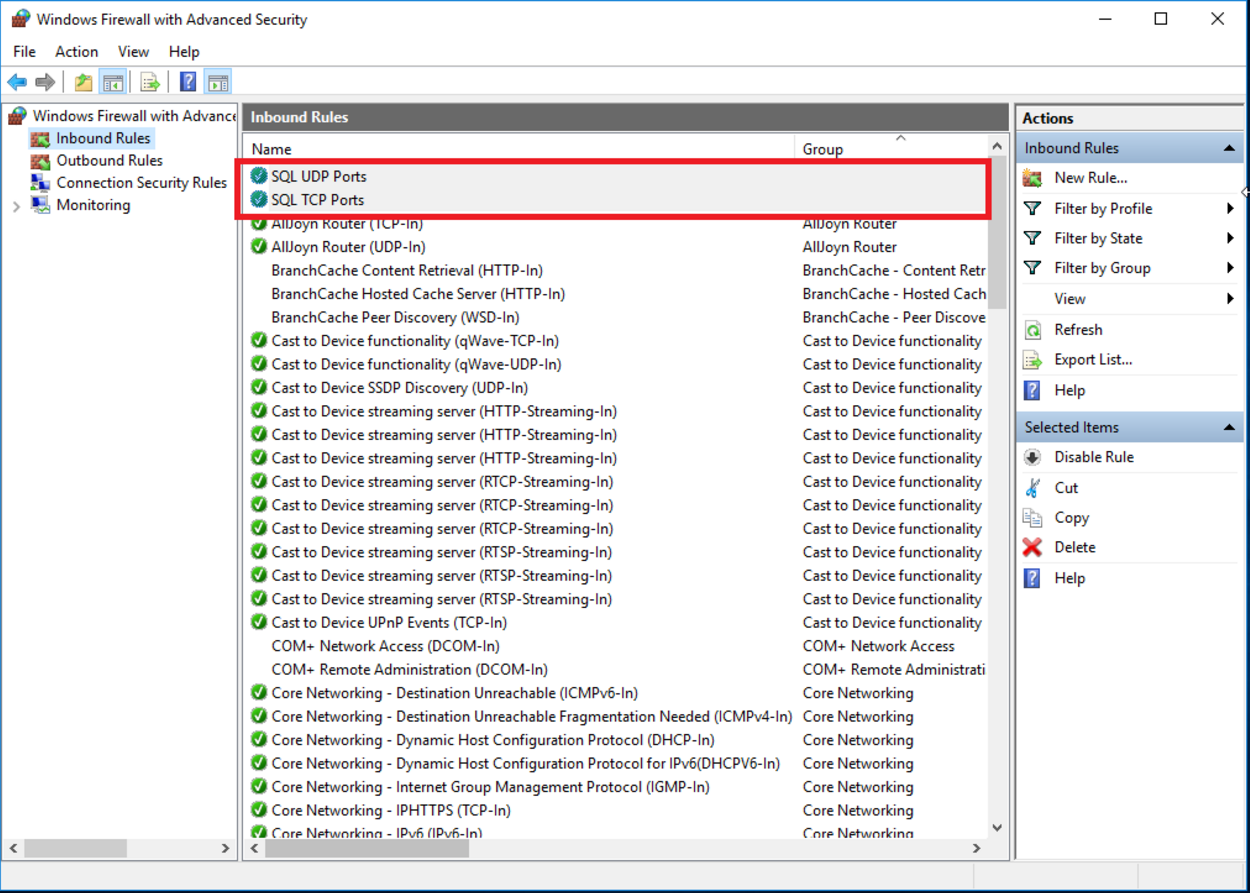 Windows Firewall with Advanced Security
File Action View Help
Windows Firewall with Advance
Inbound Rules
Outbound Rules
Connection Security Rules
Monitoring
Inbound Rules
Name Group
SQL UDP Ports
SQL TCP Ports
AllJoyn Router (TCP-In) AllJoyn Router
AllJoyn Router (UDP-In) AllJoyn Router
BranchCache Content Retrieval (HTTP-In) BranchCache - Content Retr
BranchCache Hosted Cache Server (HTTP-In) BranchCache - Hosted Cach
BranchCache Peer Discovery (WSD-In) BranchCache - Peer Discove
Cast to Device functionality (qWave-TCP-In) Cast to Device functionality
Cast to Device functionality (qWave-UDP-In) Cast to Device functionality
Cast to Device SSDP Discovery (UDP-In) Cast to Device functionality
Cast to Device streaming server (HTTP-Streaming-In) Cast to Device functionality
Cast to Device streaming server (HTTP-Streaming-In) Cast to Device functionality
Cast to Device streaming server (HTTP-Streaming-In) Cast to Device functionality
Cast to Device streaming server (RTCP-Streaming-In) Cast to Device functionality
Cast to Device streaming server (RTCP-Streaming-In) Cast to Device functionality
Cast to Device streaming server (RTCP-Streaming-In) Cast to Device functionality
Cast to Device streaming server (RTSP-Streaming-In) Cast to Device functionality
Cast to Device streaming server (RTSP-Streaming-In) Cast to Device functionality
Cast to Device streaming server (RTSP-Streaming-In) Cast to Device functionality
Cast to Device UPnP Events (TCP-In) Cast to Device functionality
COM+ Network Access (DCOM-In) COM+ Network Access
COM+ Remote Administration (DCOM-In) COM+ Remote Administrati
Core Networking - Destination Unreachable (ICMPv6-In) Core Networking
Core Networking - Destination Unreachable Fragmentation Needed (ICMPv4-In) Core Networking
Core Networking - Dynamic Host Configuration Protocol (DHCP-In) Core Networking
Core Networking - Dynamic Host Configuration Protocol for IPv6(DHCPV6-In) Core Networking
Core Networking - Internet Group Management Protocol (IGMP-In) Core Networking
Core Networking - IPHTTPS (TCP-In) Core Networking
Core Networking - IPv6 (IPv6-In) Core Networking
Actions
Inbound Rules
New Rule...
Filter by Profile
Filter by State
Filter by Group
View
Refresh
Export List...
Help
Selected Items
Disable Rule
Cut
Copy
Delete
Help